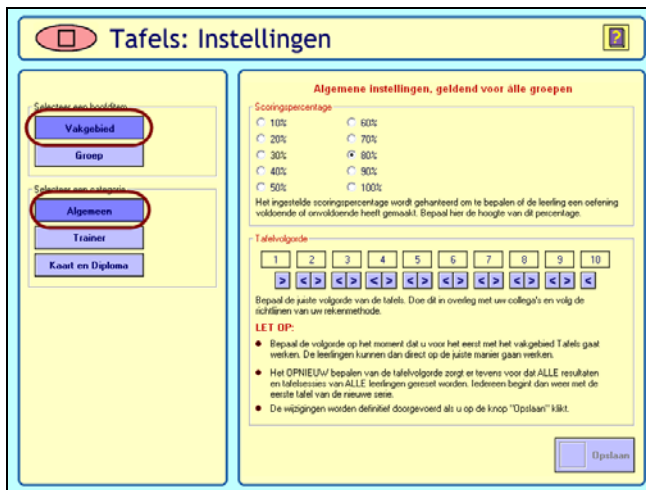 Tafels: Instellingen
Selecteer een hoofditem
Vakgebied
Groep
Selecteer een categorie
Algemeen
Trainer
Kaart en Diploma
Algemene instellingen, geldend voor álle groepen
Scoringspercentage
10% 60%
20% 70%
30% 80%
40% 90%
50% 100%
Het ingestelde scoringspercentage wordt gehanteerd om te bepalen of de leerling een oefening
voldoende of onvoldoende heeft gemaakt. Bepaal hier de hoogte van dit percentage.
Tafelvolgorde
1 2 3 4 5 6 7 8 9 10
> < > < > < > < > < > < > < > < > <
Bepaal de juiste volgorde van de tafels. Doe dit in overleg met uw collega's en volg de
richtlijnen van uw rekenmethode.
LET OP:
Bepaal de volgorde op het moment dat u voor het eerst met het vakgebied Tafels gaat
werken. De leerlingen kunnen dan direct op de juiste manier gaan werken.
Het OPNIEUW bepalen van de tafelvolgorde zorgt er tevens voor dat ALLE resultaten
en tafelsessies van ALLE leerlingen gereset worden. Iedereen begint dan weer met de
eerste tafel van de nieuwe serie.
De wijzigingen worden definitief doorgevoerd als u op de knop "Opslaan" klikt.
Opslaan